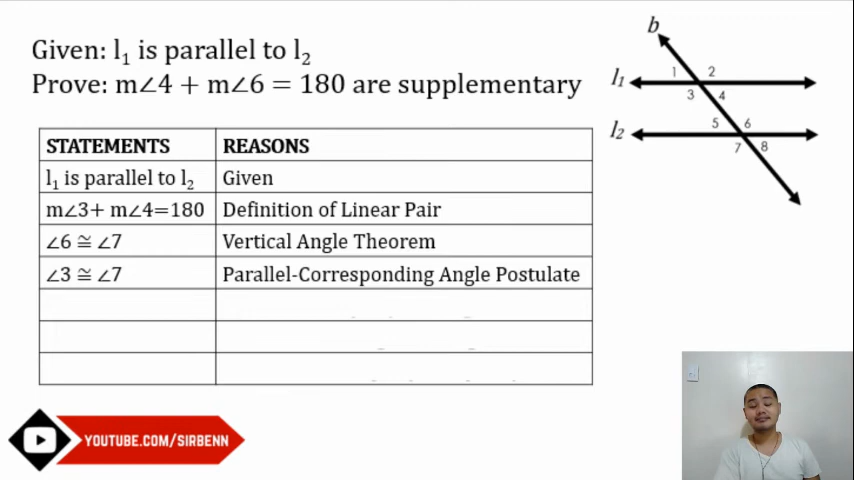 Given: l₁ is parallel to l₂
Prove: m∠4 + m∠6 = 180 are supplementary
STATEMENTS REASONS
l₁ is parallel to l₂ Given
m∠3+ m∠4=180 Definition of Linear Pair
∠6 ≅ ∠7 Vertical Angle Theorem
∠3 ≅ ∠7 Parallel-Corresponding Angle Postulate
b
1 2
l₁
3 4
5 6
l₂
7 8
YOUTUBE.COM/SIRBENN